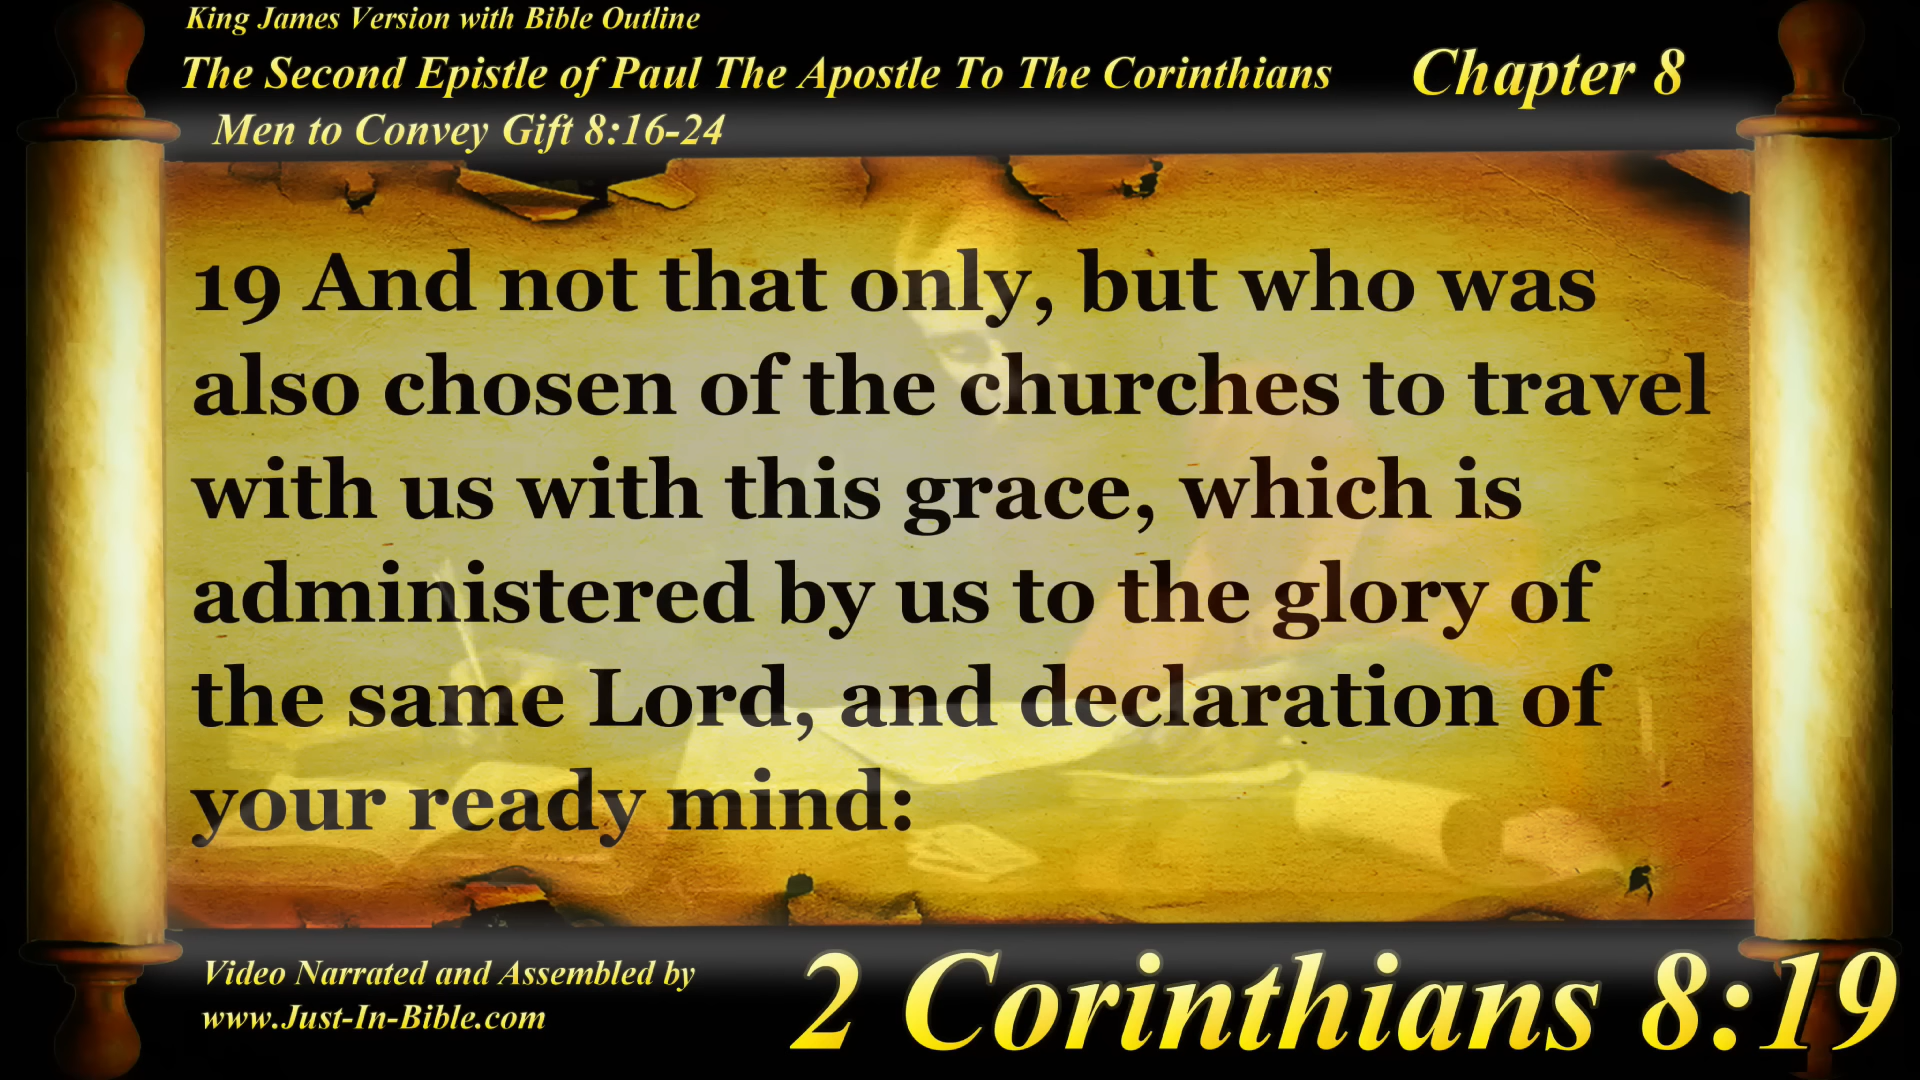 King James Version with Bible Outline
The Second Epistle of Paul The Apostle To The Corinthians
Chapter 8
Men to Convey Gift 8:16-24
19 And not that only, but who was
also chosen of the churches to travel
with us with this grace, which is
administered by us to the glory of
the same Lord, and declaration of
your ready mind:
Video Narrated and Assembled by
www.Just-In-Bible.com
2 Corinthians 8:19